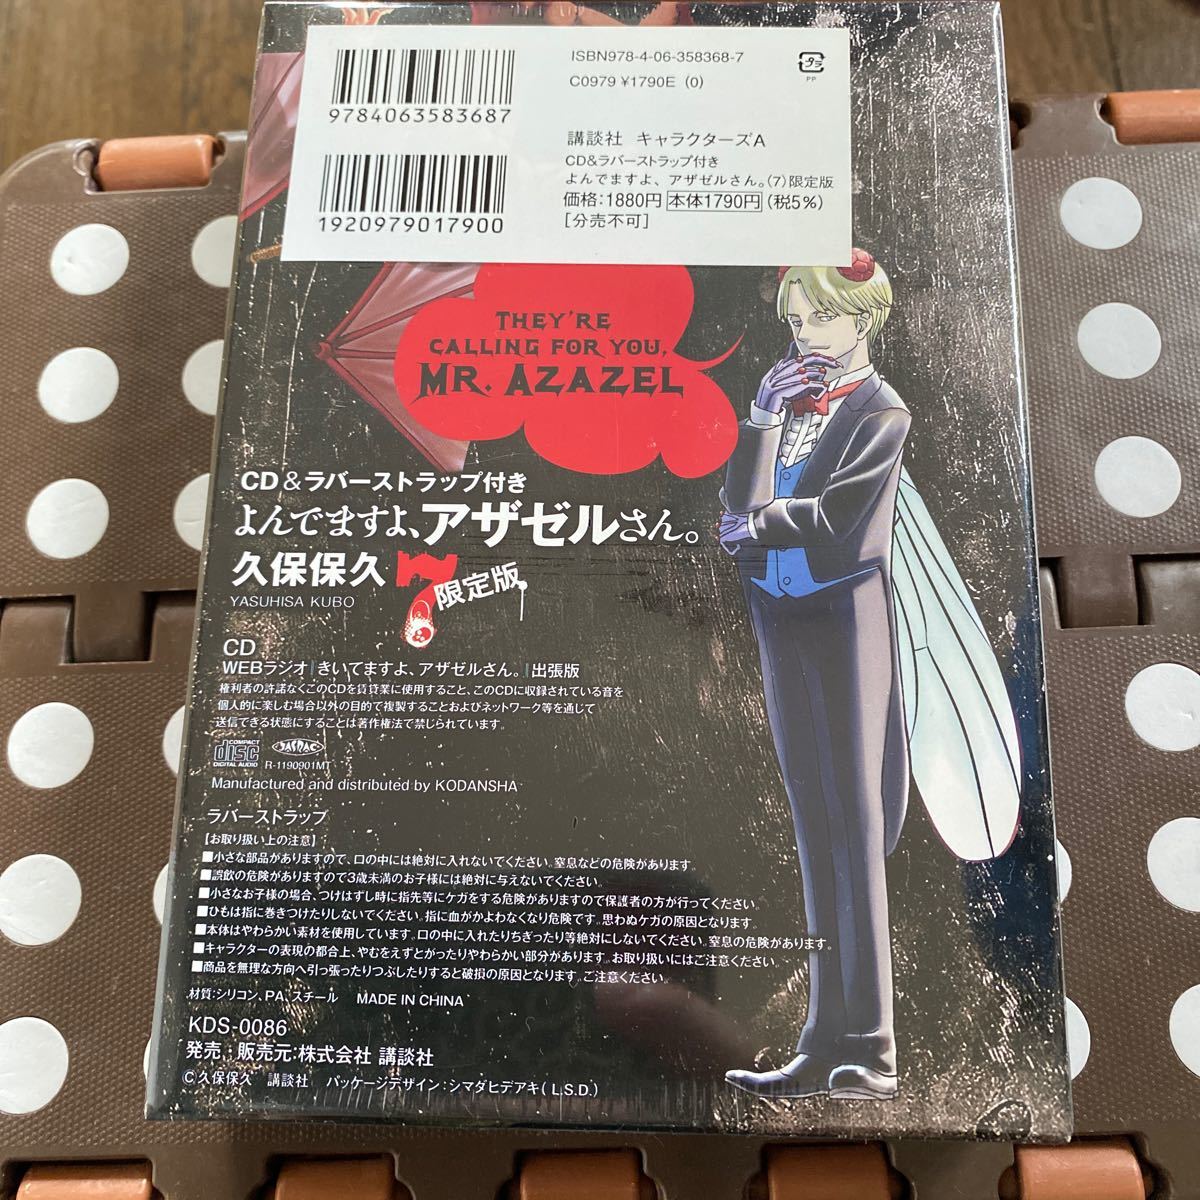 ISBN978-4-06-358368-7
C0979 ¥1790E (0)
PP
9784063583687
1920979017900
講談社 キャラクターズA
CD&ラバーストラップ付き
よんでますよ、アザゼルさん。(7)限定版
価格:1880円 本体1790円 (税5%)
[分売不可]
THEY'RE
CALLING FOR YOU,
MR. AZAZEL
CD&ラバーストラップ付き
よんでますよ、アザゼルさん。
久保保久 7 限定版
YASUHISA KUBO
CD
WEBラジオ『きいてますよ、アザゼルさん。』出張版
権利者の許諾なくこのCDを賃貸業に使用すること、このCDに収録されている音を
個人的に楽しむ場合以外の目的で複製することおよびネットワーク等を通じて
送信できる状態にすることは著作権法で禁じられています。
COMPACT disc DIGITAL AUDIO
JASRAC
R-1190901MT
Manufactured and distributed by KODANSHA
ラバーストラップ
【お取り扱い上の注意】
■小さな部品がありますので、口の中には絶対に入れないでください。窒息などの危険があります。
■誤飲の危険がありますので3歳未満のお子様には絶対に与えないでください。
■小さなお子様の場合、つけはずし時に指先等にケガをする危険がありますので保護者の方が行ってください。
■ひもは指に巻きつけたりしないでください。指に血がかよわなくなり危険です。思わぬケガの原因となります。
■本体はやわらかい素材を使用しています。口の中に入れたりちぎったり等絶対にしないでください。窒息の危険があります。
■キャラクターの表現の都合上、やむをえずとがったりやわらかい部分があります。お取り扱いにはご注意ください。
■商品を無理な方向へ引っ張ったりつぶしたりすると破損の原因となります。ご注意ください。
材質:シリコン、PA、スチール MADE IN CHINA
KDS-0086
発売・販売元:株式会社 講談社
©久保保久 講談社 パッケージデザイン:シマダヒデアキ(L.S.D.)